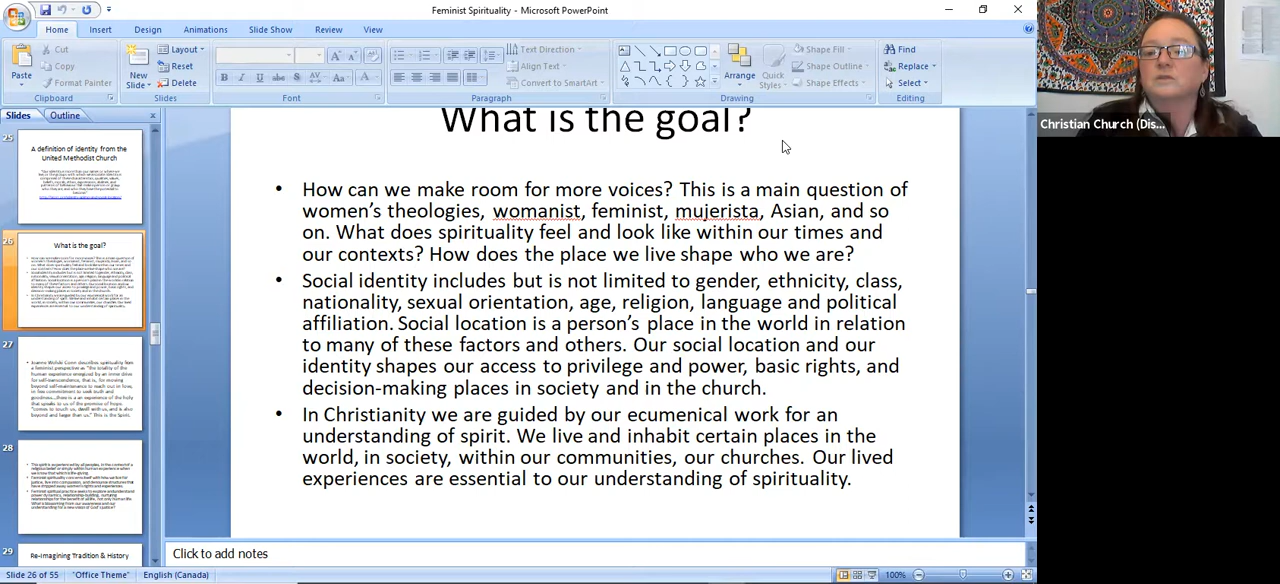 Feminist Spirituality - Microsoft PowerPoint
Home Insert Design Animations Slide Show Review View
Paste
Cut
Copy
Format Painter
Clipboard
New Slide
Layout
Reset
Delete
Slides
B I U abc S AV Aa A
Font
Text Direction
Align Text
Convert to SmartArt
Paragraph
Arrange
Quick Styles
Shape Fill
Shape Outline
Shape Effects
Drawing
Find
Replace
Select
Editing
Christian Church (Dis...
Slides Outline
25
A definition of identity from the
United Methodist Church
26
What is the goal?
27
28
29
Re-Imagining Tradition & History
What is the goal?
• How can we make room for more voices? This is a main question of
women's theologies, womanist, feminist, mujerista, Asian, and so
on. What does spirituality feel and look like within our times and
our contexts? How does the place we live shape who we are?
• Social identity includes but is not limited to gender, ethnicity, class,
nationality, sexual orientation, age, religion, language and political
affiliation. Social location is a person's place in the world in relation
to many of these factors and others. Our social location and our
identity shapes our access to privilege and power, basic rights, and
decision-making places in society and in the church.
• In Christianity we are guided by our ecumenical work for an
understanding of spirit. We live and inhabit certain places in the
world, in society, within our communities, our churches. Our lived
experiences are essential to our understanding of spirituality.
Click to add notes
Slide 26 of 55 "Office Theme" English (Canada) 100%